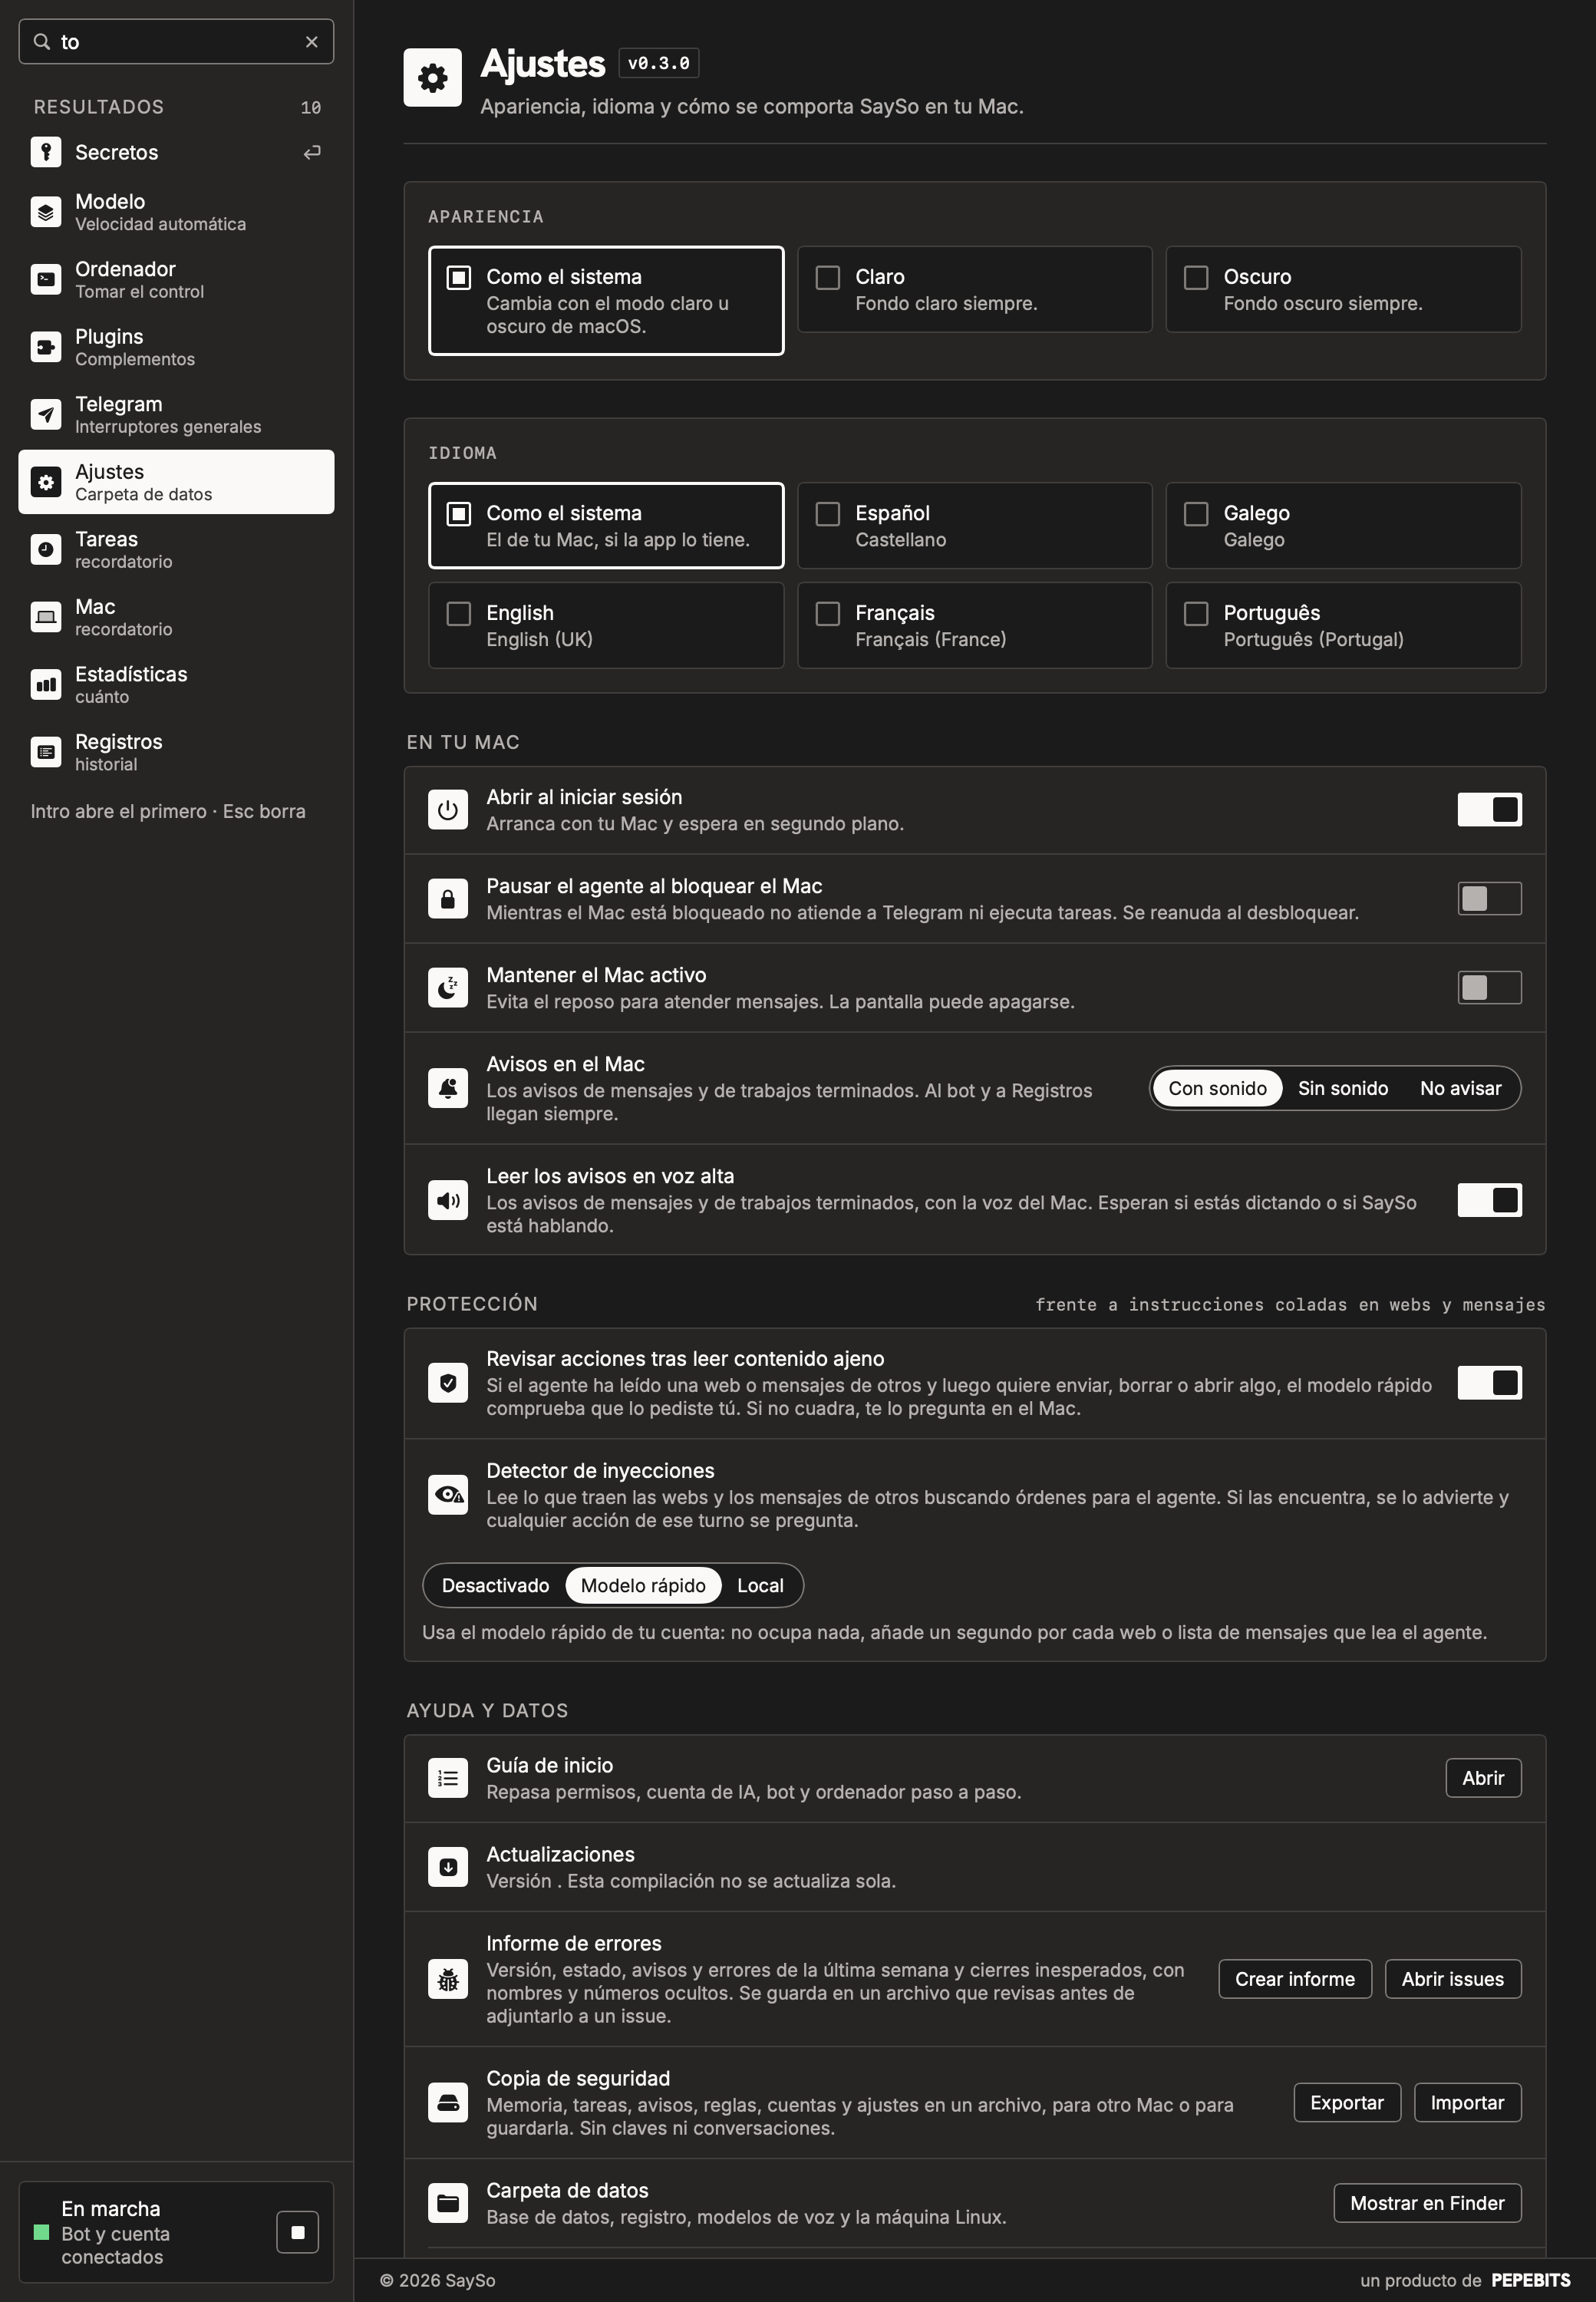 to
RESULTADOS 10
Secretos
Modelo
Velocidad automática
Ordenador
Tomar el control
Plugins
Complementos
Telegram
Interruptores generales
Ajustes
Carpeta de datos
Tareas
recordatorio
Mac
recordatorio
Estadísticas
cuánto
Registros
historial
Intro abre el primero · Esc borra
En marcha
Bot y cuenta
conectados
Ajustes v0.3.0
Apariencia, idioma y cómo se comporta SaySo en tu Mac.
APARIENCIA
Como el sistema
Cambia con el modo claro u
oscuro de macOS.
Claro
Fondo claro siempre.
Oscuro
Fondo oscuro siempre.
IDIOMA
Como el sistema
El de tu Mac, si la app lo tiene.
Español
Castellano
Galego
Galego
English
English (UK)
Français
Français (France)
Português
Português (Portugal)
EN TU MAC
Abrir al iniciar sesión
Arranca con tu Mac y espera en segundo plano.
Pausar el agente al bloquear el Mac
Mientras el Mac está bloqueado no atiende a Telegram ni ejecuta tareas. Se reanuda al desbloquear.
Mantener el Mac activo
Evita el reposo para atender mensajes. La pantalla puede apagarse.
Avisos en el Mac
Los avisos de mensajes y de trabajos terminados. Al bot y a Registros
llegan siempre.
Con sonido Sin sonido No avisar
Leer los avisos en voz alta
Los avisos de mensajes y de trabajos terminados, con la voz del Mac. Esperan si estás dictando o si SaySo
está hablando.
PROTECCIÓN frente a instrucciones coladas en webs y mensajes
Revisar acciones tras leer contenido ajeno
Si el agente ha leído una web o mensajes de otros y luego quiere enviar, borrar o abrir algo, el modelo rápido
comprueba que lo pediste tú. Si no cuadra, te lo pregunta en el Mac.
Detector de inyecciones
Lee lo que traen las webs y los mensajes de otros buscando órdenes para el agente. Si las encuentra, se lo advierte y
cualquier acción de ese turno se pregunta.
Desactivado Modelo rápido Local
Usa el modelo rápido de tu cuenta: no ocupa nada, añade un segundo por cada web o lista de mensajes que lea el agente.
AYUDA Y DATOS
Guía de inicio
Repasa permisos, cuenta de IA, bot y ordenador paso a paso.
Abrir
Actualizaciones
Versión . Esta compilación no se actualiza sola.
Informe de errores
Versión, estado, avisos y errores de la última semana y cierres inesperados, con
nombres y números ocultos. Se guarda en un archivo que revisas antes de
adjuntarlo a un issue.
Crear informe Abrir issues
Copia de seguridad
Memoria, tareas, avisos, reglas, cuentas y ajustes en un archivo, para otro Mac o para
guardarla. Sin claves ni conversaciones.
Exportar Importar
Carpeta de datos
Base de datos, registro, modelos de voz y la máquina Linux.
Mostrar en Finder
© 2026 SaySo un producto de PEPEBITS